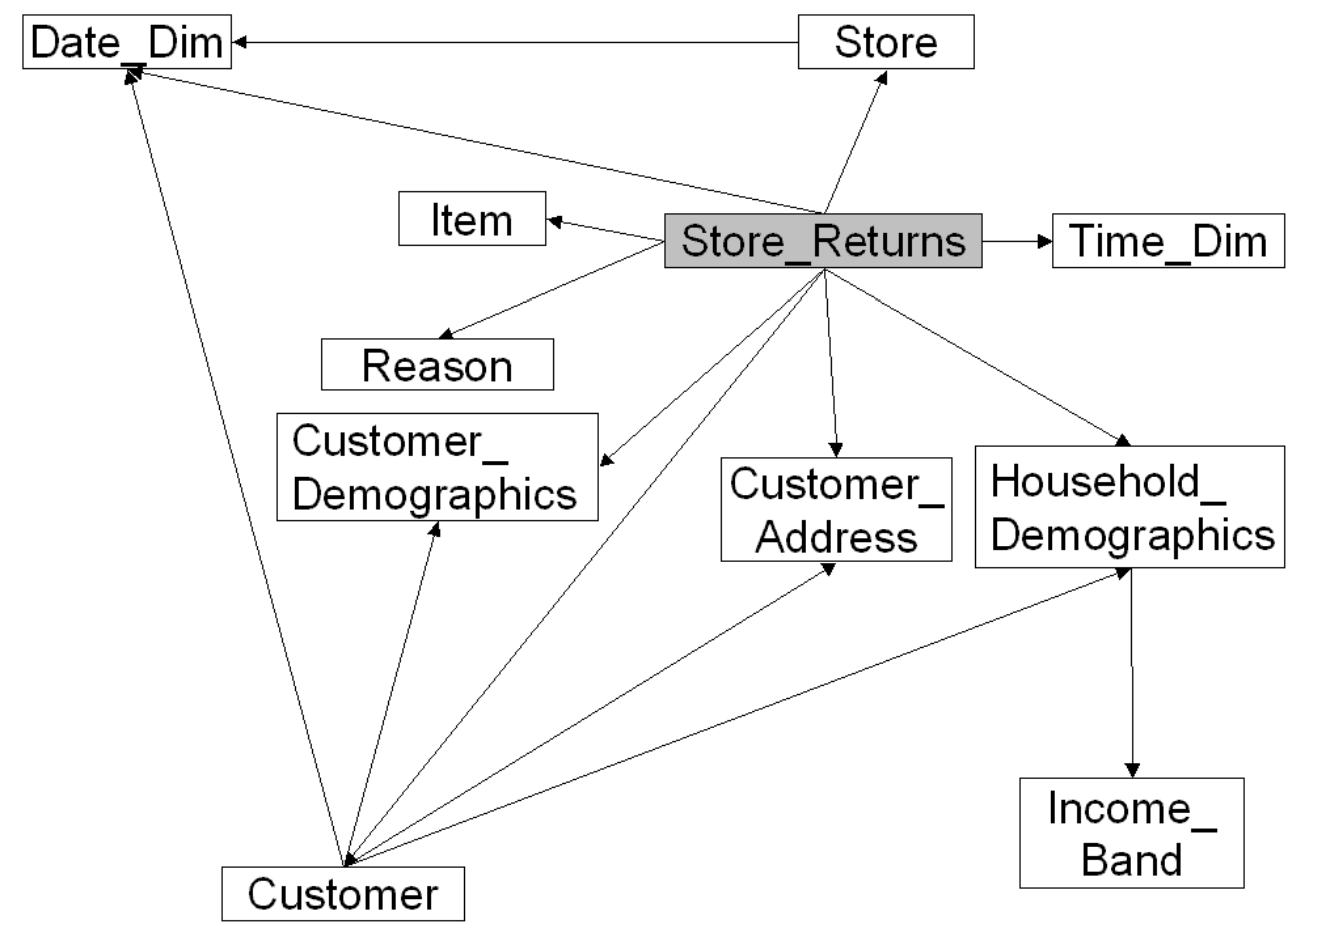 Date_Dim
Store
Item
Store_Returns
Time_Dim
Reason
Customer_
Demographics
Customer_
Address
Household_
Demographics
Income_
Band
Customer